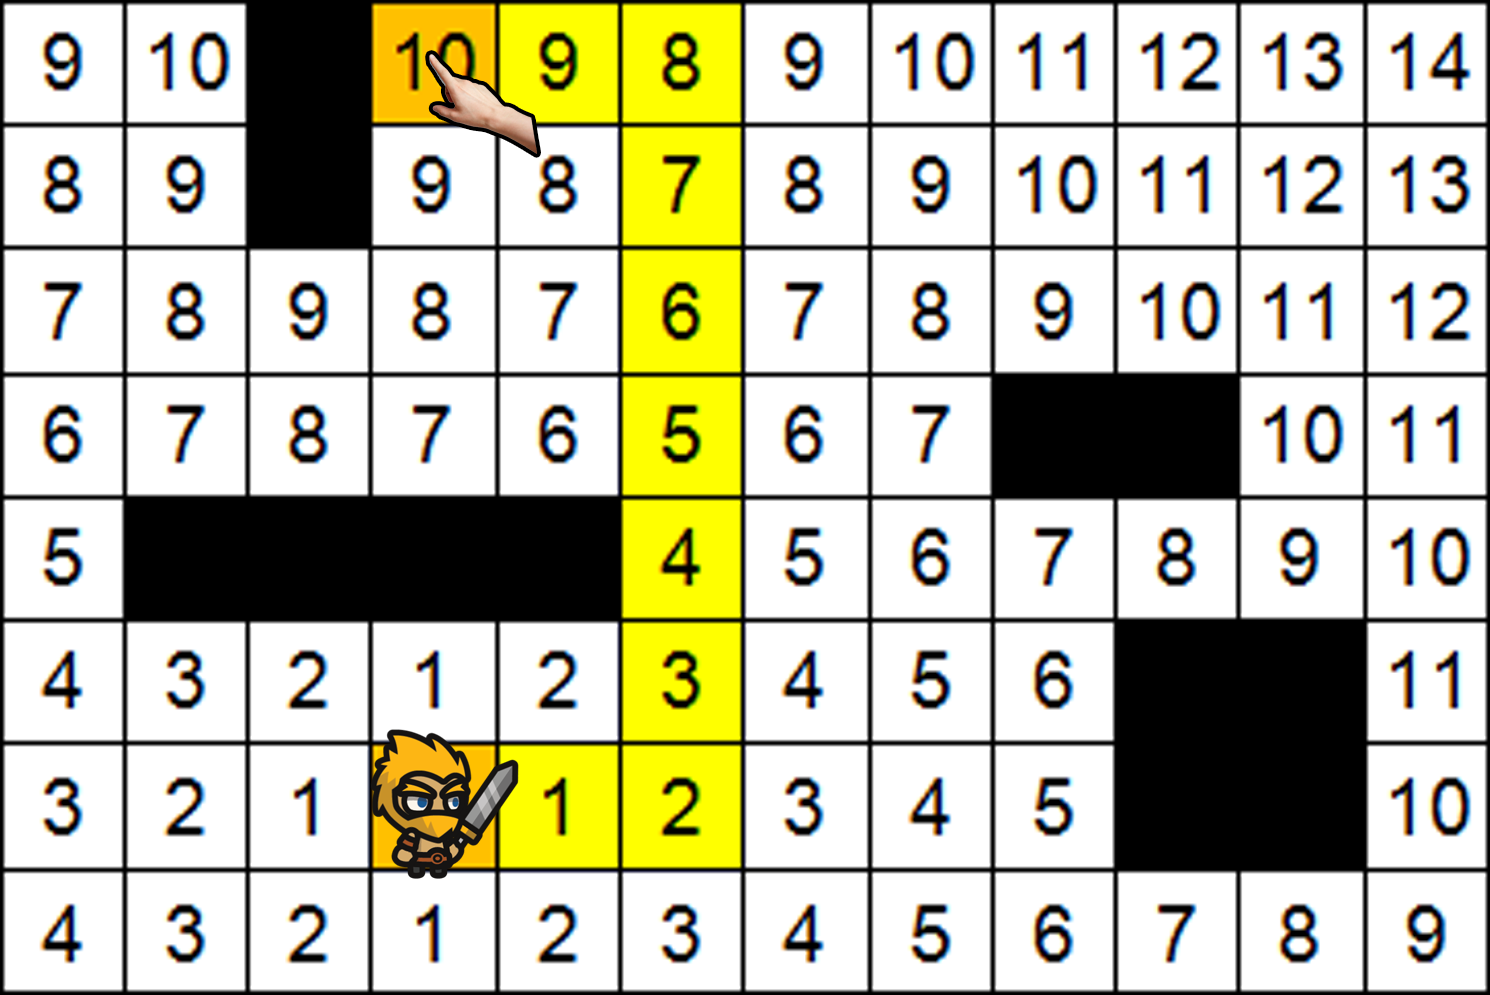 9 10 10 9 8 9 10 11 12 13 14
8 9 9 8 7 8 9 10 11 12 13
7 8 9 8 7 6 7 8 9 10 11 12
6 7 8 7 6 5 6 7 10 11
5 4 5 6 7 8 9 10
4 3 2 1 2 3 4 5 6 11
3 2 1 1 2 3 4 5 10
4 3 2 1 2 3 4 5 6 7 8 9